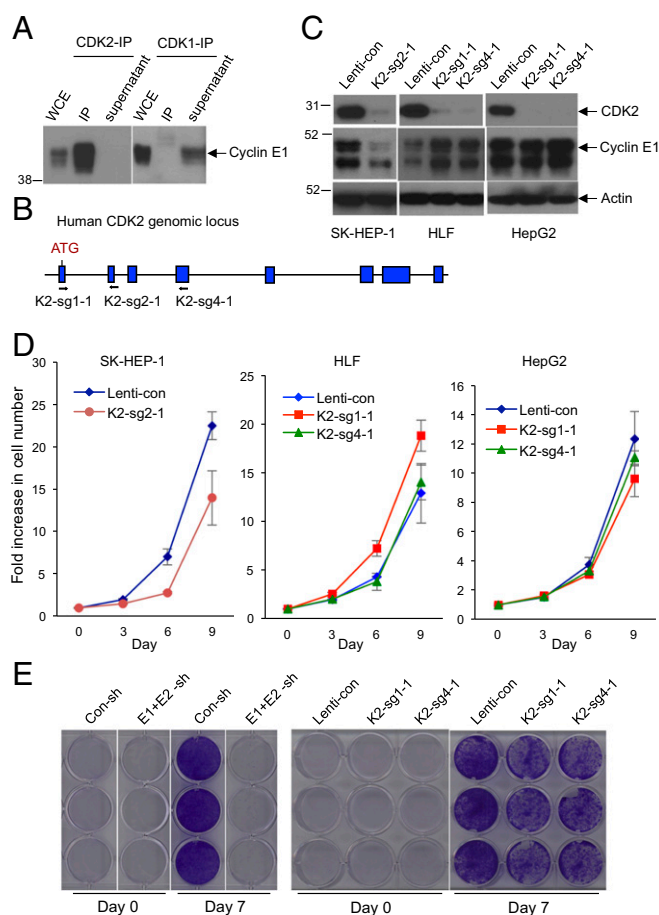 A
CDK2-IP CDK1-IP
WCE IP supernatant WCE IP supernatant
Cyclin E1
38
B
Human CDK2 genomic locus
ATG
K2-sg1-1 K2-sg2-1 K2-sg4-1
C
Lenti-con K2-sg2-1 Lenti-con K2-sg1-1 K2-sg4-1 Lenti-con K2-sg1-1 K2-sg4-1
31
CDK2
52
Cyclin E1
52
Actin
SK-HEP-1 HLF HepG2
D
SK-HEP-1
Fold increase in cell number
30
25
20
15
10
5
0
Lenti-con
K2-sg2-1
0 3 6 9
Day
HLF
25
20
15
10
5
0
Lenti-con
K2-sg1-1
K2-sg4-1
0 3 6 9
Day
HepG2
16
14
12
10
8
6
4
2
0
Lenti-con
K2-sg1-1
K2-sg4-1
0 3 6 9
Day
E
Con-sh E1+E2 -sh Con-sh E1+E2 -sh
Lenti-con K2-sg1-1 K2-sg4-1 Lenti-con K2-sg1-1 K2-sg4-1
Day 0 Day 7 Day 0 Day 7